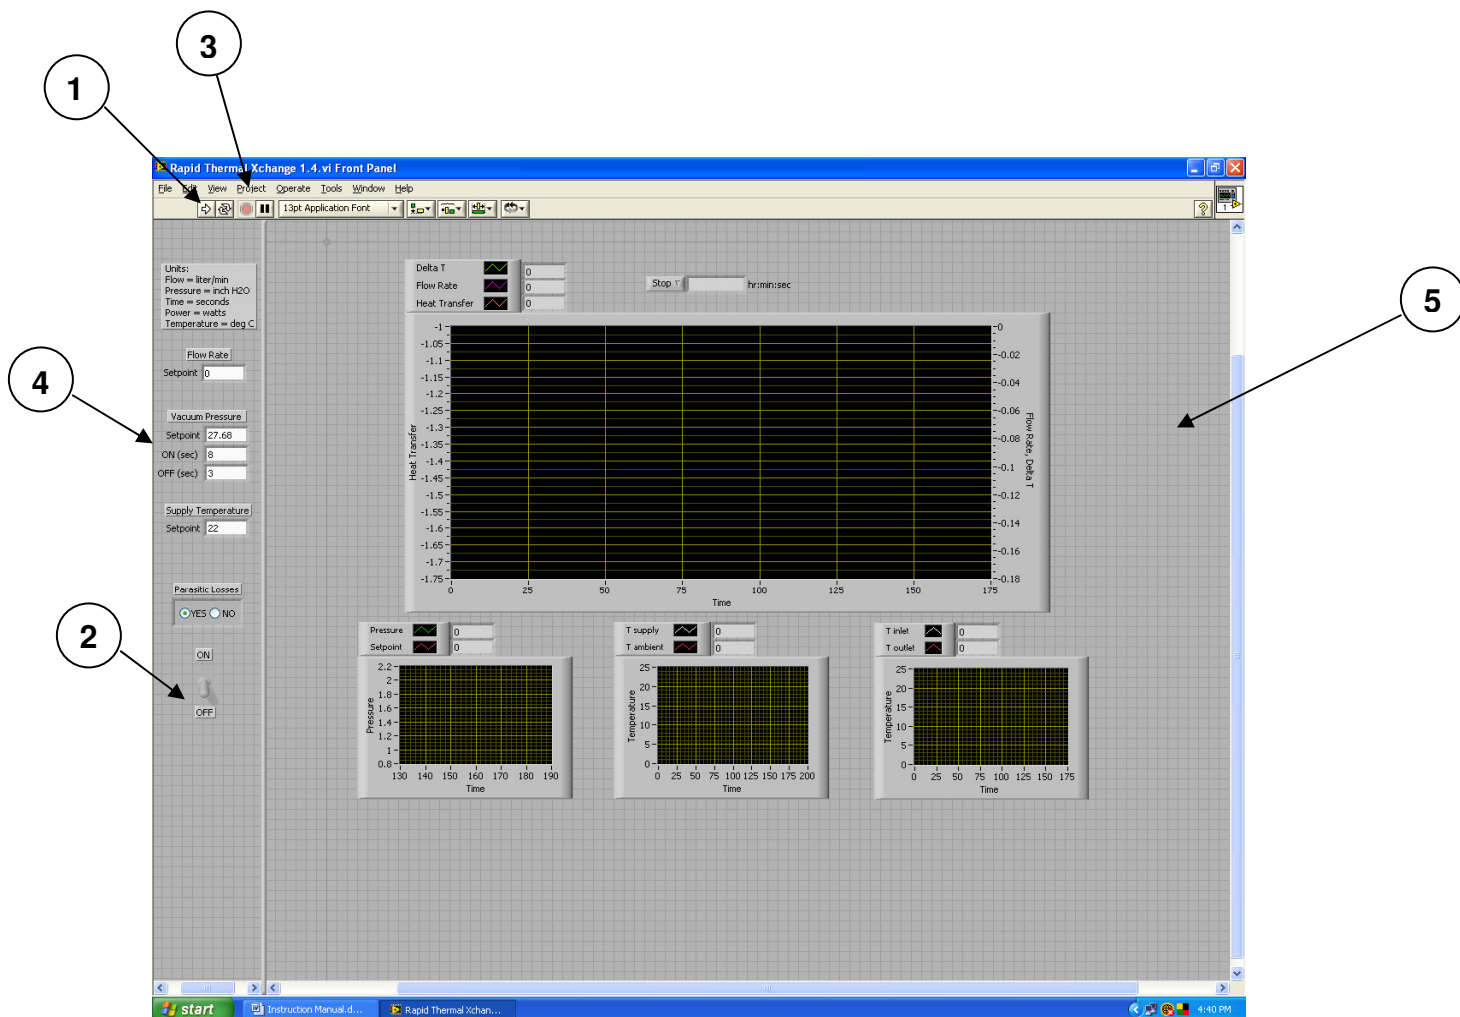 3
1
Rapid Thermal Xchange 1.4.vi Front Panel
File Edit View Project Operate Tools Window Help
13pt Application Font
?
1
Units:
Flow = liter/min
Pressure = inch H2O
Time = seconds
Power = watts
Temperature = deg C
Flow Rate
Setpoint 0
4
Vacuum Pressure
Setpoint 27.68
ON (sec) 8
OFF (sec) 3
Supply Temperature
Setpoint 22
Parasitic Losses
YES NO
2
ON
OFF
Delta T 0
Flow Rate 0
Heat Transfer 0
Stop hr:min:sec
5
Heat Transfer
-1
-1.05
-1.1
-1.15
-1.2
-1.25
-1.3
-1.35
-1.4
-1.45
-1.5
-1.55
-1.6
-1.65
-1.7
-1.75
0 25 50 75 100 125 150 175
Time
-0
-0.02
-0.04
-0.06
-0.08
-0.1
-0.12
-0.14
-0.16
-0.18
Flow Rate, Delta T
Pressure 0
Setpoint 0
Pressure
2.2
2
1.8
1.6
1.4
1.2
1
0.8
130 140 150 160 170 180 190
Time
T supply 0
T ambient 0
Temperature
25
20
15
10
5
0
0 25 50 75 100 125 150 175 200
Time
T inlet 0
T outlet 0
Temperature
25
20
15
10
5
0
0 25 50 75 100 125 150 175
Time
start Instruction Manual.d... Rapid Thermal Xchan... 4:40 PM